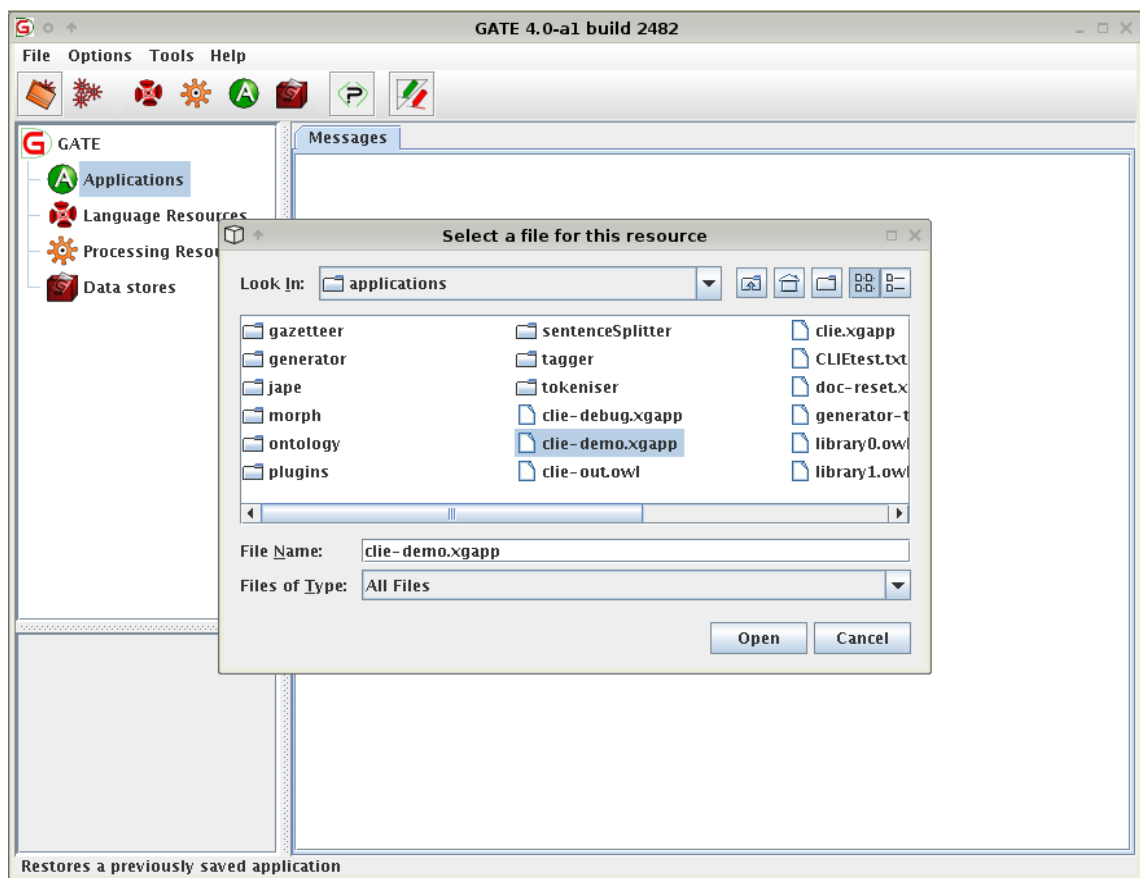 GATE 4.0-a1 build 2482
File Options Tools Help
GATE
Messages
Applications
Language Resources
Processing Resou
Data stores
Select a file for this resource
Look In: applications
gazetteer sentenceSplitter clie.xgapp
generator tagger CLIEtest.txt
jape tokeniser doc-reset.x
morph clie-debug.xgapp generator-t
ontology clie-demo.xgapp library0.owl
plugins clie-out.owl library1.owl
File Name: clie-demo.xgapp
Files of Type: All Files
Open Cancel
Restores a previously saved application